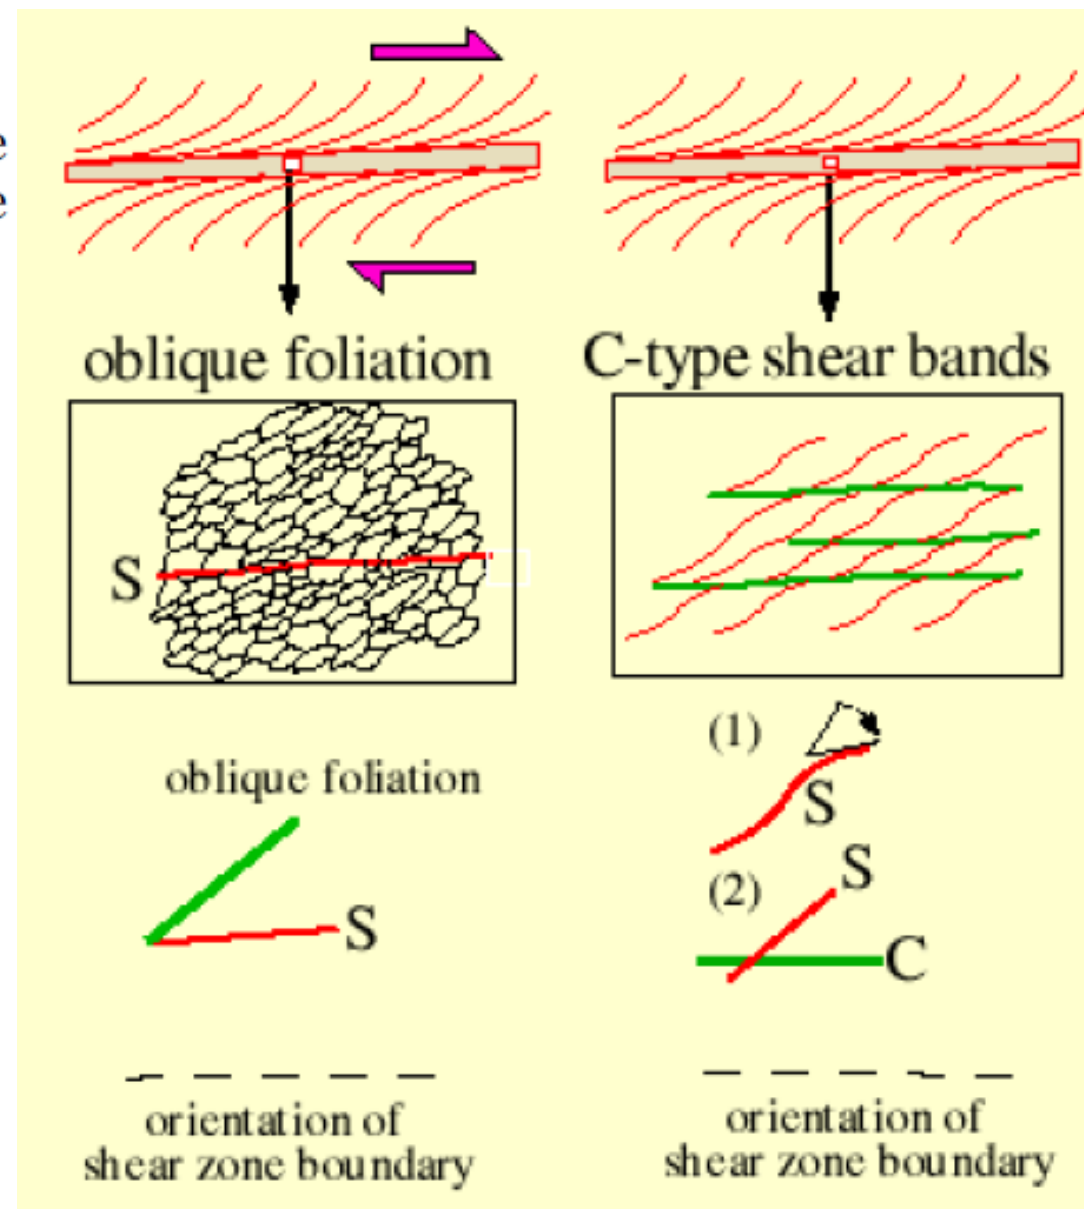 e
e
oblique foliation
C-type shear bands
S
oblique foliation
S
(1)
S
(2)
S
C
orientation of
shear zone boundary
orientation of
shear zone boundary